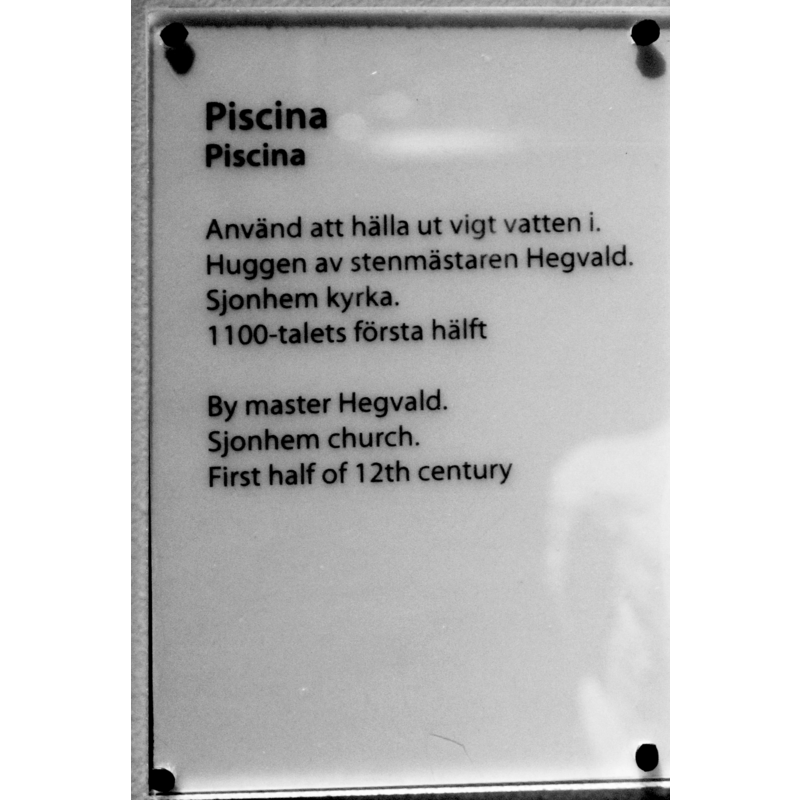 Piscina
Piscina
Använd att hälla ut vigt vatten i.
Huggen av stenmästaren Hegvald.
Sjonhem kyrka.
1100-talets första hälft
By master Hegvald.
Sjonhem church.
First half of 12th century